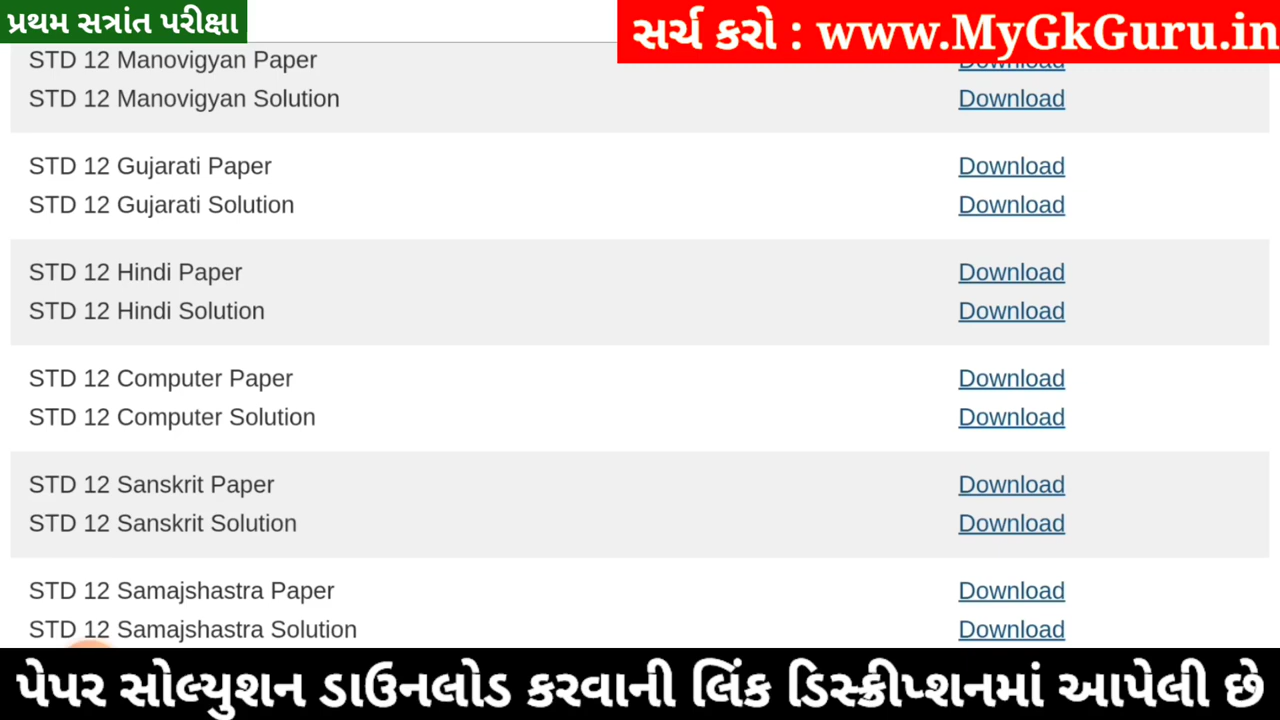 પ્રથમ સત્રાંત પરીક્ષા
સર્ચ કરો : www.MyGkGuru.in
STD 12 Manovigyan Paper Download
STD 12 Manovigyan Solution Download
STD 12 Gujarati Paper Download
STD 12 Gujarati Solution Download
STD 12 Hindi Paper Download
STD 12 Hindi Solution Download
STD 12 Computer Paper Download
STD 12 Computer Solution Download
STD 12 Sanskrit Paper Download
STD 12 Sanskrit Solution Download
STD 12 Samajshastra Paper Download
STD 12 Samajshastra Solution Download
પેપર સોલ્યુશન ડાઉનલોડ કરવાની લિંક ડિસ્ક્રીપ્શનમાં આપેલી છે